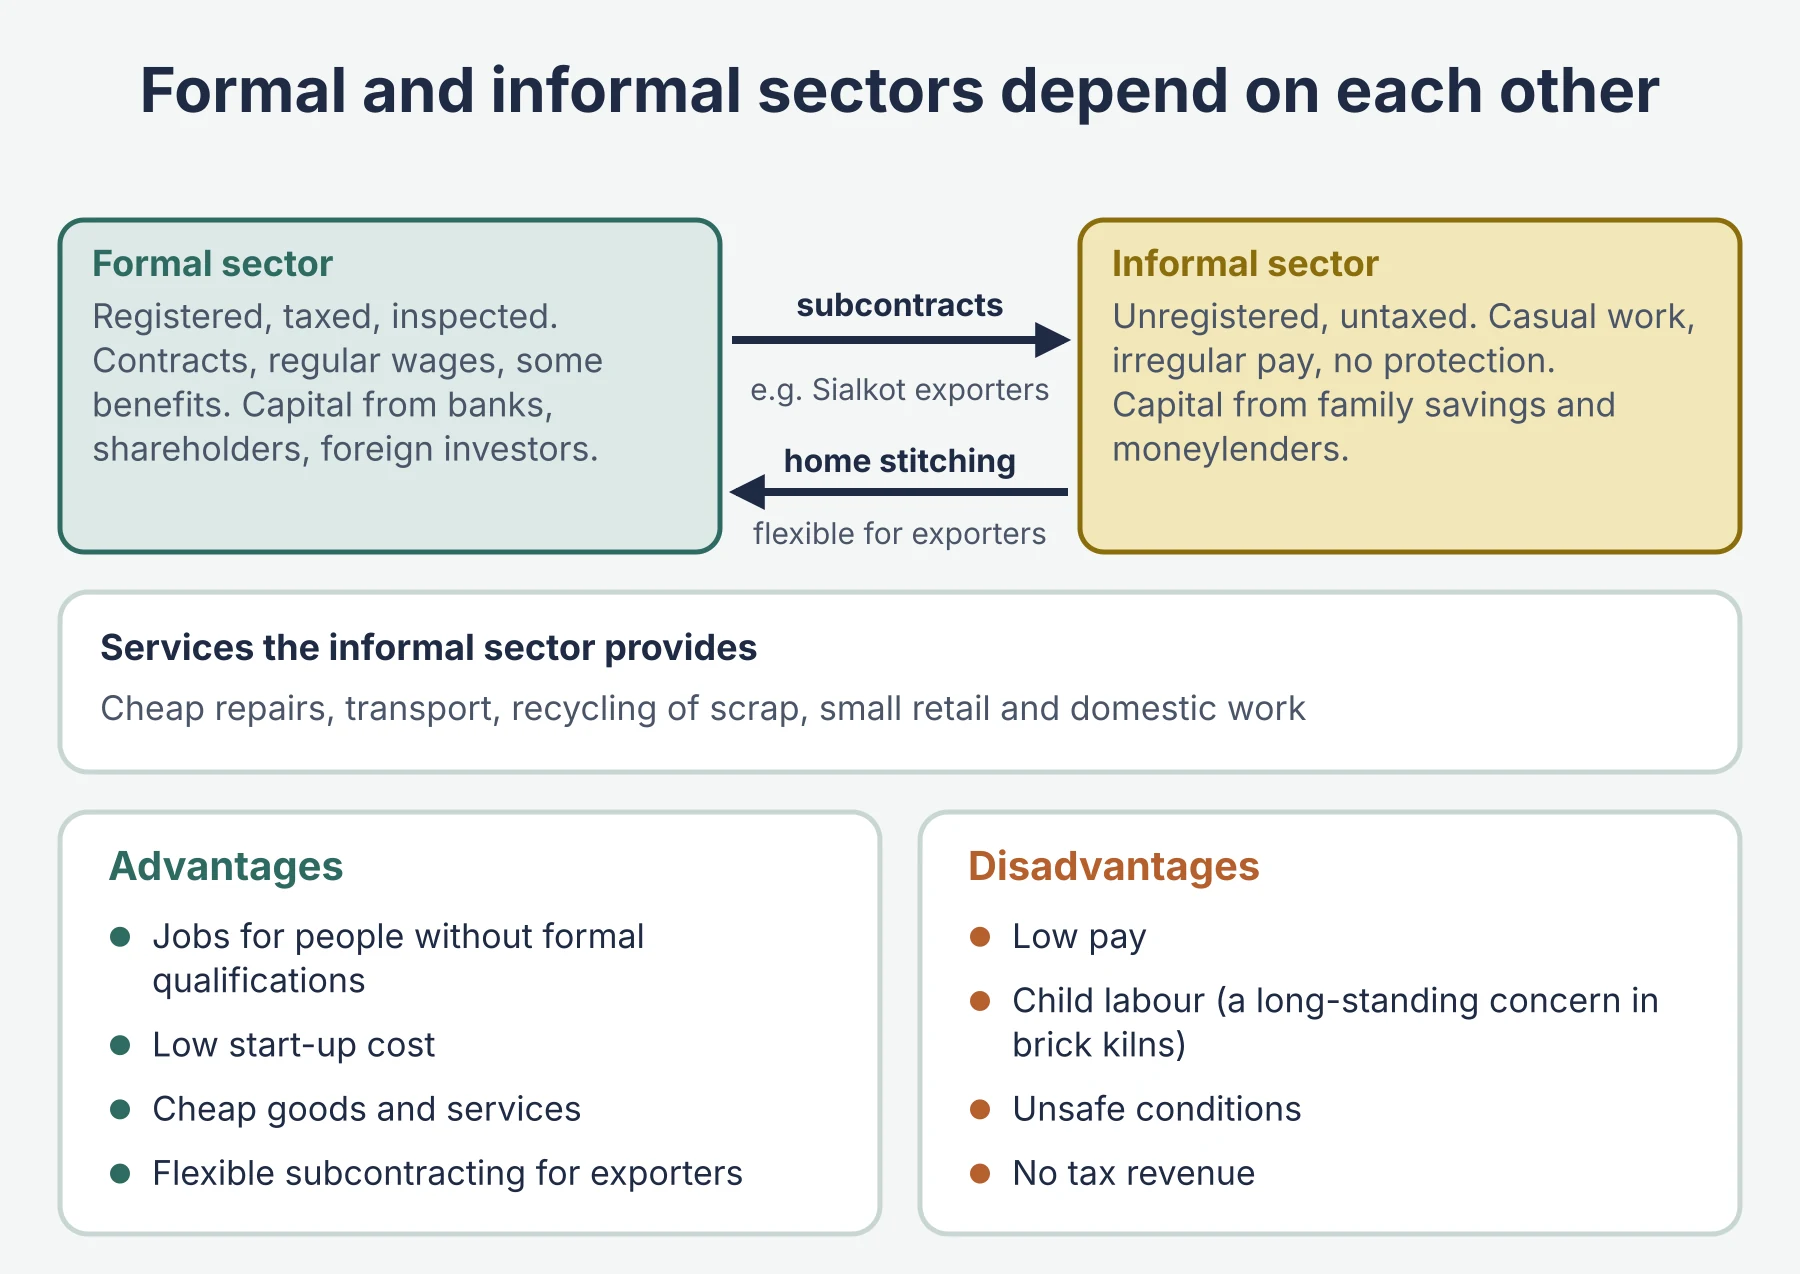 Formal and informal sectors depend on each other
Formal sector
Registered, taxed, inspected.
Contracts, regular wages, some
benefits. Capital from banks,
shareholders, foreign investors.
subcontracts
e.g. Sialkot exporters
home stitching
flexible for exporters
Informal sector
Unregistered, untaxed. Casual work,
irregular pay, no protection.
Capital from family savings and
moneylenders.
Services the informal sector provides
Cheap repairs, transport, recycling of scrap, small retail and domestic work
Advantages
Jobs for people without formal
qualifications
Low start-up cost
Cheap goods and services
Flexible subcontracting for exporters
Disadvantages
Low pay
Child labour (a long-standing concern in
brick kilns)
Unsafe conditions
No tax revenue